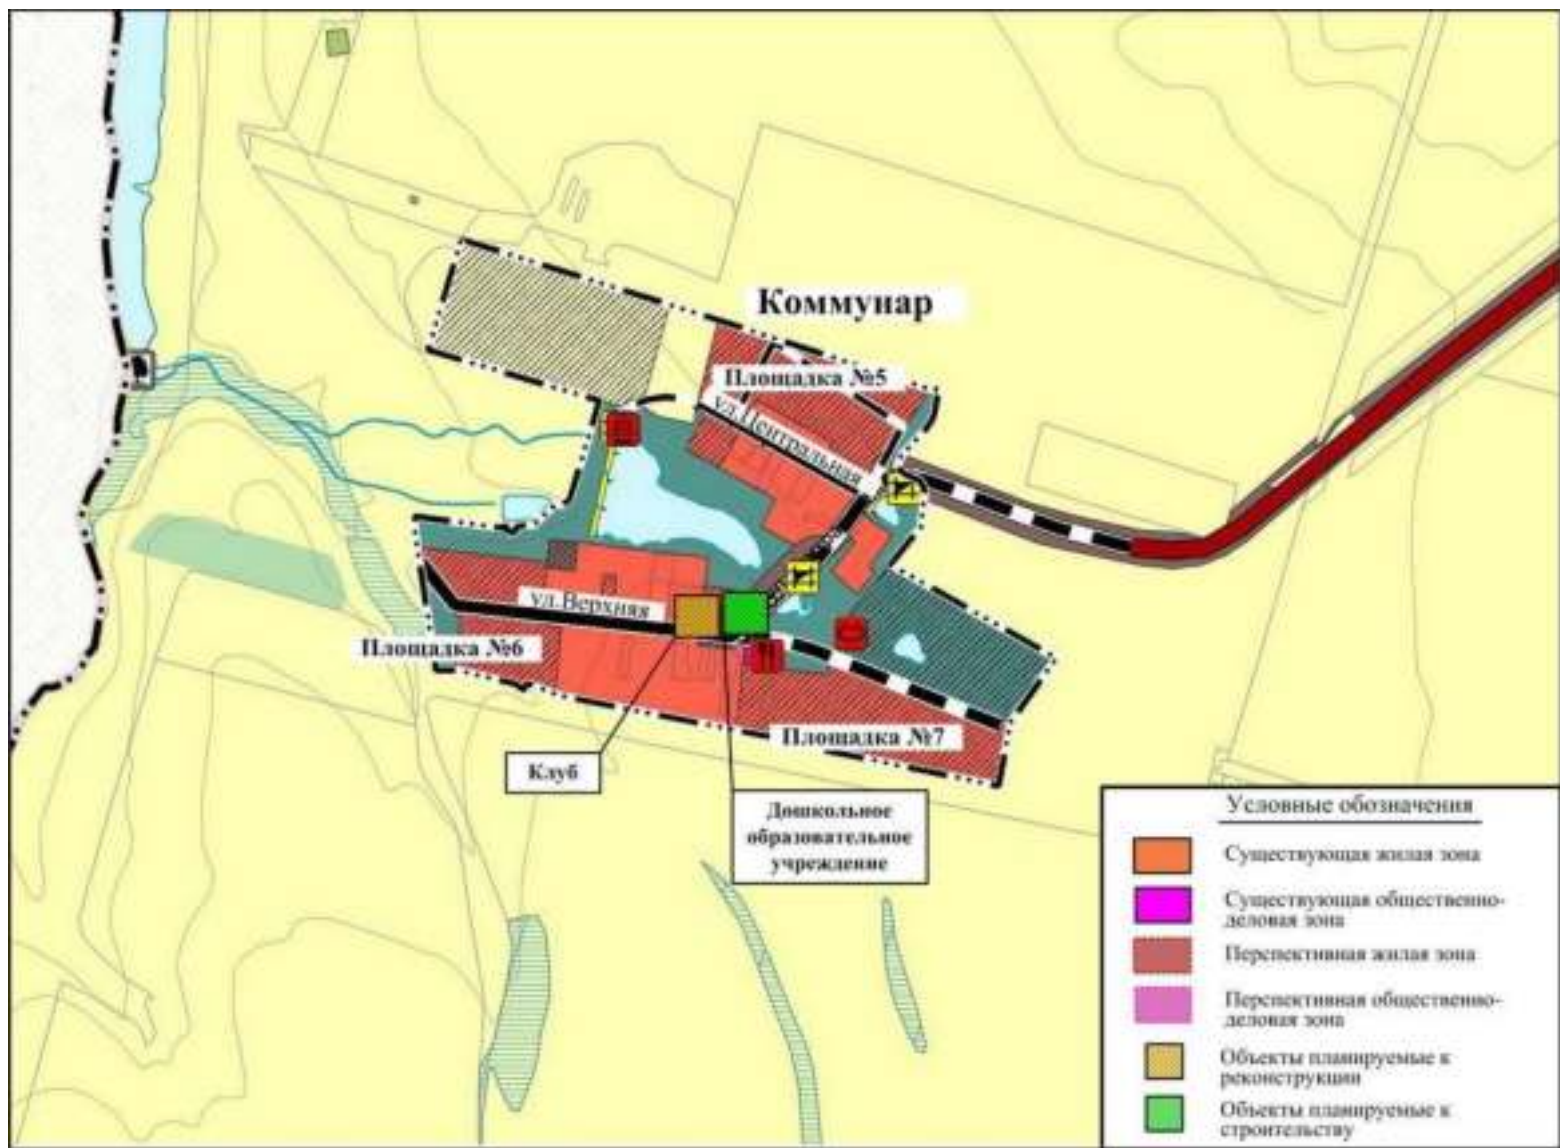 Коммунар
Площадка №5
ул.Центральная
ул.Верхняя
Площадка №6
Площадка №7
Клуб
Дошкольное
образовательное
учреждение
Условные обозначения
Существующая жилая зона
Существующая общественно-
деловая зона
Перспективная жилая зона
Перспективная общественно-
деловая зона
Объекты планируемые к
реконструкции
Объекты планируемые к
строительству